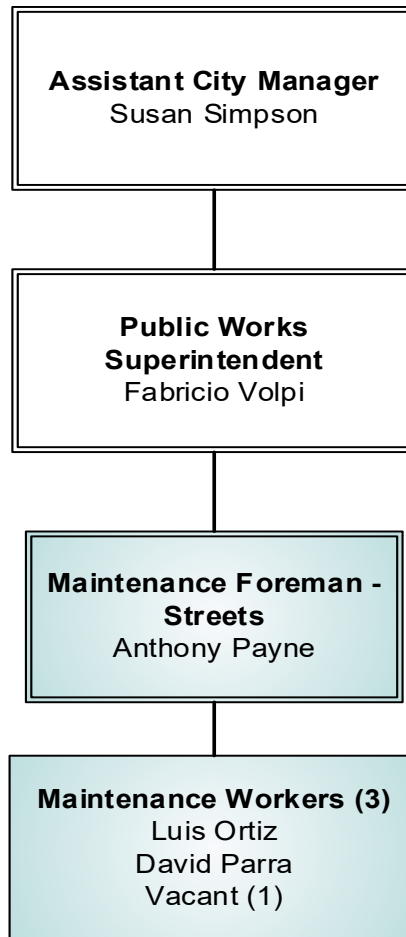 Assistant City Manager
Susan Simpson
Public Works
Superintendent
Fabricio Volpi
Maintenance Foreman -
Streets
Anthony Payne
Maintenance Workers (3)
Luis Ortiz
David Parra
Vacant (1)